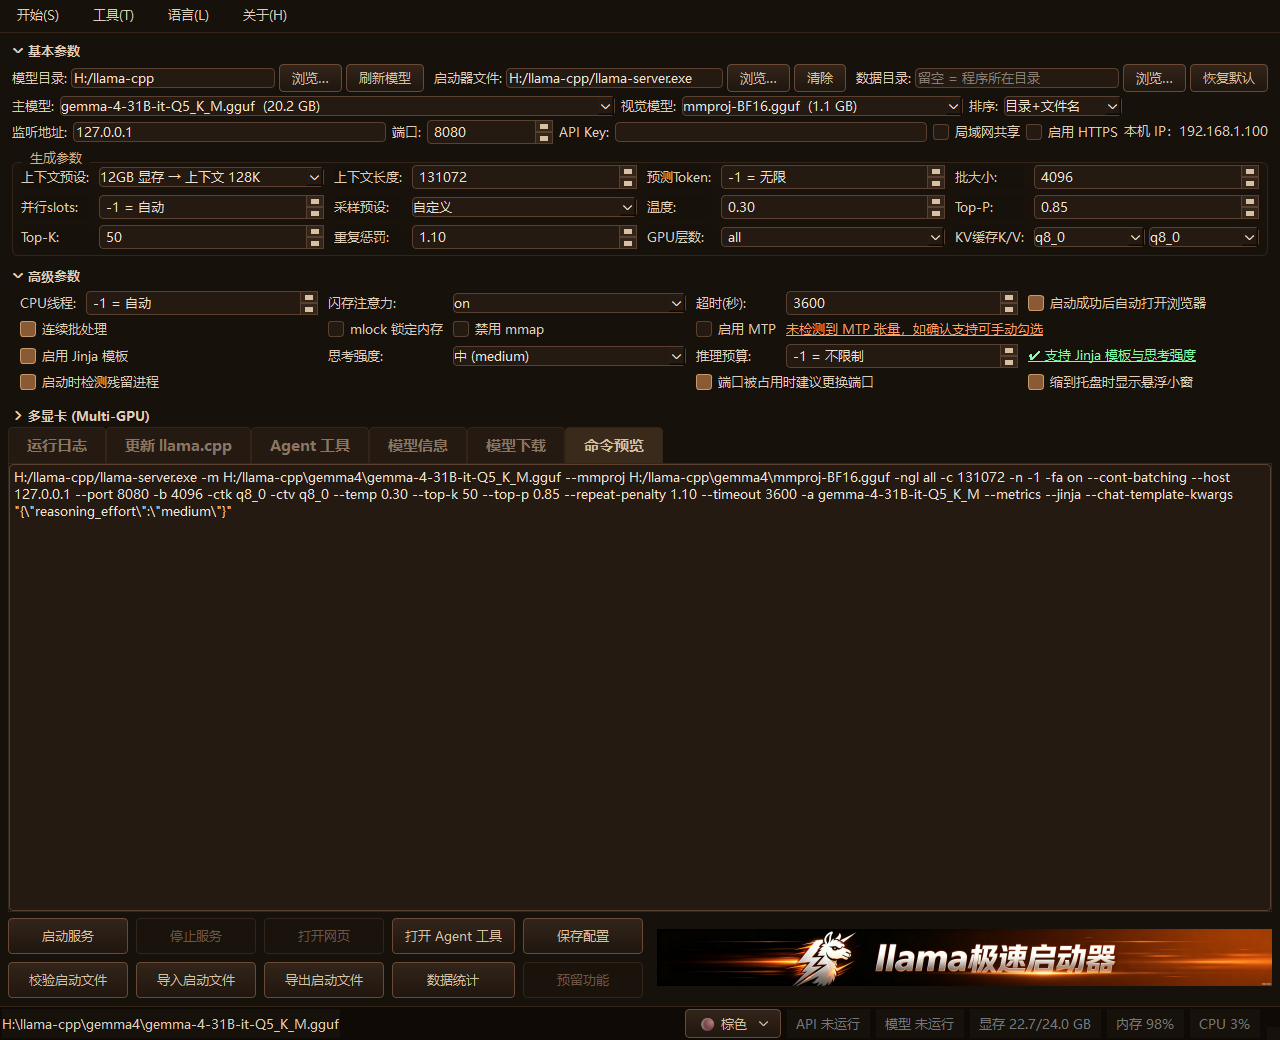 开始(S) 工具(T) 语言(L) 关于(H)
基本参数
模型目录: H:/llama-cpp 浏览... 刷新模型 启动器文件: H:/llama-cpp/llama-server.exe 浏览... 清除 数据目录: 留空 = 程序所在目录 浏览... 恢复默认
主模型: gemma-4-31B-it-Q5_K_M.gguf (20.2 GB) 视觉模型: mmproj-BF16.gguf (1.1 GB) 排序: 目录+文件名
监听地址: 127.0.0.1 端口: 8080 API Key: 局域网共享 启用 HTTPS 本机 IP: 192.168.1.100
生成参数
上下文预设: 12GB 显存 → 上下文 128K 上下文长度: 131072 预测Token: -1 = 无限 批大小: 4096
并行slots: -1 = 自动 采样预设: 自定义 温度: 0.30 Top-P: 0.85
Top-K: 50 重复惩罚: 1.10 GPU层数: all KV缓存K/V: q8_0 q8_0
高级参数
CPU线程: -1 = 自动 闪存注意力: on 超时(秒): 3600 启动成功后自动打开浏览器
连续批处理 mlock 锁定内存 禁用 mmap 启用 MTP 未检测到 MTP 张量，如确认支持可手动勾选
启用 Jinja 模板 思考强度: 中 (medium) 推理预算: -1 = 不限制 ✔ 支持 Jinja 模板与思考强度
启动时检测残留进程 端口被占用时建议更换端口 缩到托盘时显示悬浮小窗
多显卡 (Multi-GPU)
运行日志 更新 llama.cpp Agent 工具 模型信息 模型下载 命令预览
H:/llama-cpp/llama-server.exe -m H:/llama-cpp\gemma4\gemma-4-31B-it-Q5_K_M.gguf --mmproj H:/llama-cpp\gemma4\mmproj-BF16.gguf -ngl all -c 131072 -n -1 -fa on --cont-batching --host
127.0.0.1 --port 8080 -b 4096 -ctk q8_0 -ctv q8_0 --temp 0.30 --top-k 50 --top-p 0.85 --repeat-penalty 1.10 --timeout 3600 -a gemma-4-31B-it-Q5_K_M --metrics --jinja --chat-template-kwargs
"{\"reasoning_effort\":\"medium\"}"
启动服务 停止服务 打开网页 打开 Agent 工具 保存配置
校验启动文件 导入启动文件 导出启动文件 数据统计 预留功能
llama极速启动器
H:\llama-cpp\gemma4\gemma-4-31B-it-Q5_K_M.gguf 棕色 API 未运行 模型 未运行 显存 22.7/24.0 GB 内存 98% CPU 3%